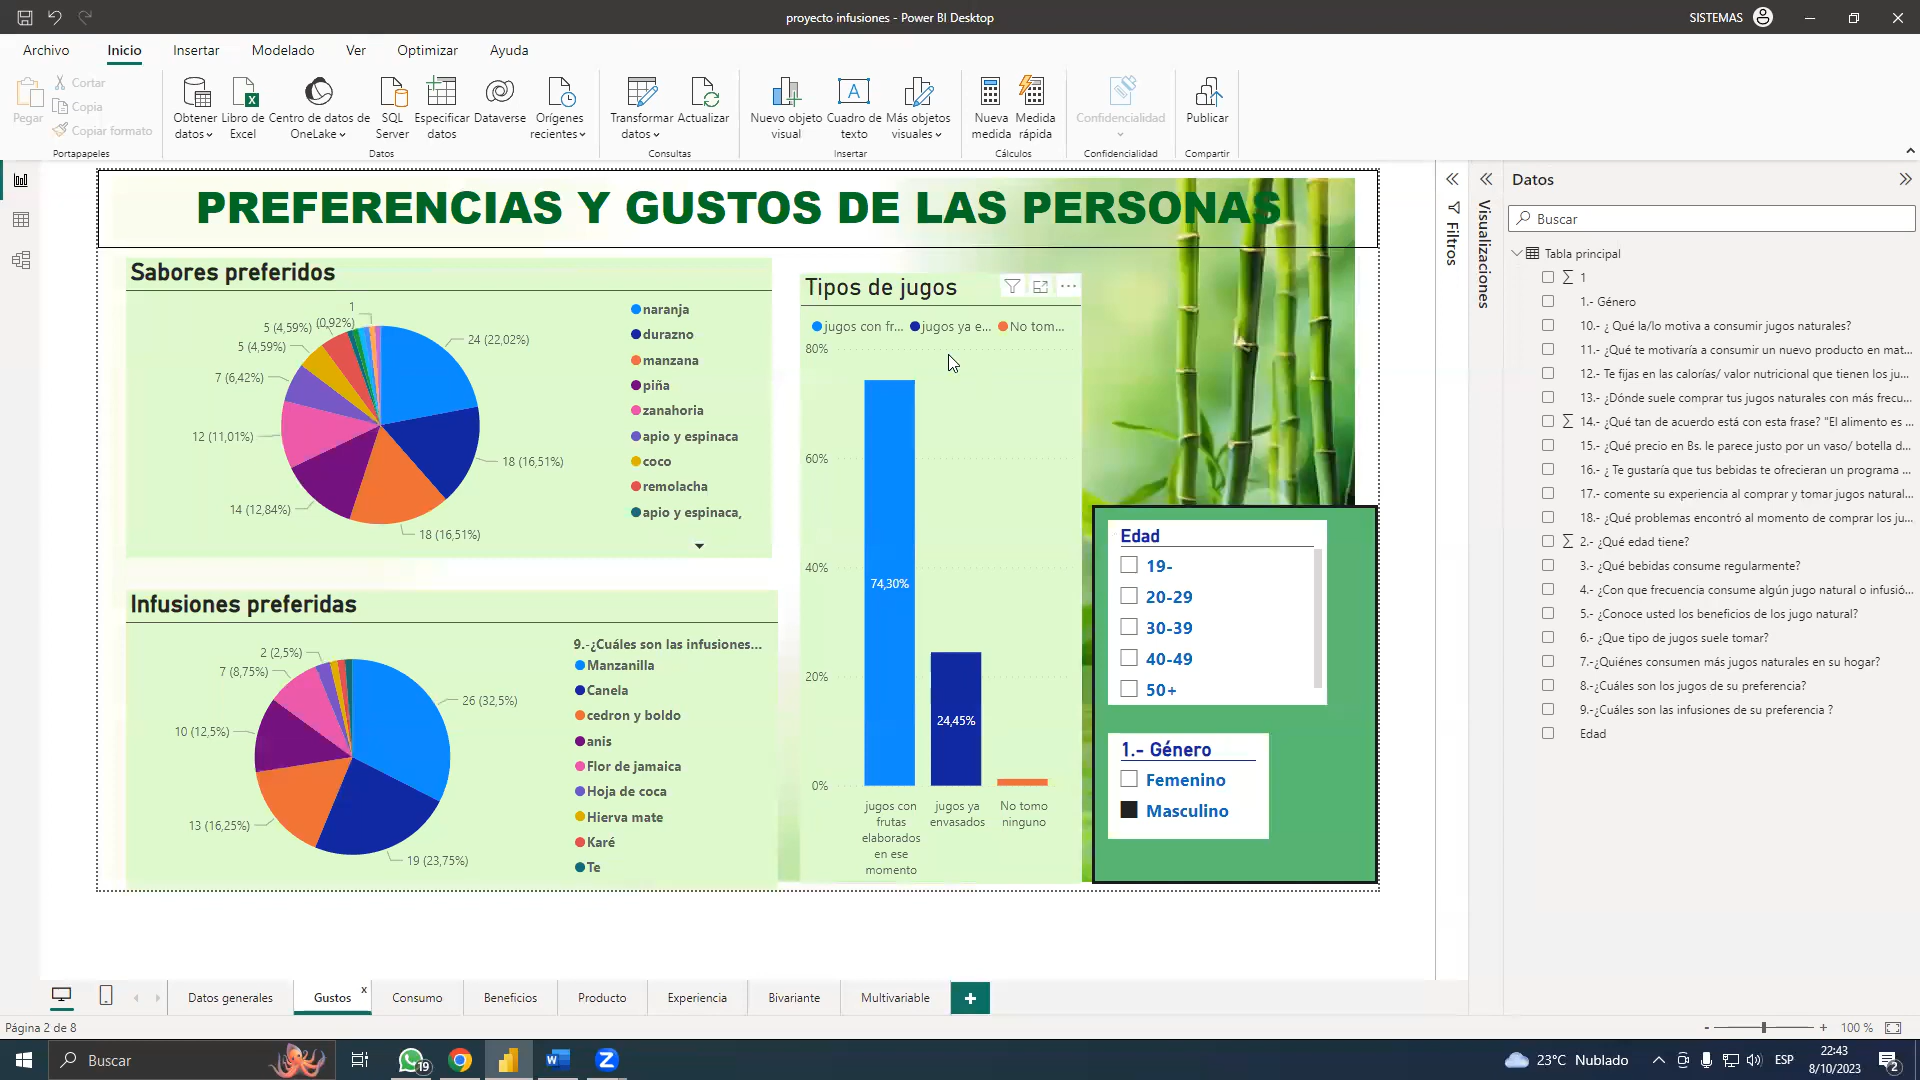 proyecto infusiones - Power BI Desktop
SISTEMAS
Archivo
Inicio
Insertar
Modelado
Ver
Optimizar
Ayuda
Pegar
Cortar
Copia
Copiar formato
Portapapeles
Obtener datos
Libro de Excel
Centro de datos de OneLake
SQL Server
Especificar datos
Dataverse
Orígenes recientes
Datos
Transformar datos
Actualizar
Consultas
Nuevo objeto visual
Cuadro de texto
Más objetos visuales
Insertar
Nueva medida
Medida rápida
Cálculos
Confidencialidad
Confidencialidad
Publicar
Compartir
PREFERENCIAS Y GUSTOS DE LAS PERSONAS
Sabores preferidos
1
(0,92%)
5 (4,59%)
5 (4,59%)
7 (6,42%)
12 (11,01%)
14 (12,84%)
18 (16,51%)
18 (16,51%)
24 (22,02%)
naranja
durazno
manzana
piña
zanahoria
apio y espinaca
coco
remolacha
apio y espinaca,
Infusiones preferidas
2 (2,5%)
7 (8,75%)
10 (12,5%)
13 (16,25%)
19 (23,75%)
26 (32,5%)
9.-¿Cuáles son las infusiones...
Manzanilla
Canela
cedron y boldo
anis
Flor de jamaica
Hoja de coca
Hierva mate
Karé
Te
Tipos de jugos
jugos con fr...
jugos ya e...
No tom...
80%
60%
40%
20%
0%
74,30%
24,45%
jugos con
frutas
elaborados
en ese
momento
jugos ya
envasados
No tomo
ninguno
Edad
19-
20-29
30-39
40-49
50+
1.- Género
Femenino
Masculino
Filtros
Visualizaciones
Datos
Buscar
Tabla principal
1
1.- Género
10.- ¿ Qué la/lo motiva a consumir jugos naturales?
11.- ¿Qué te motivaría a consumir un nuevo producto en mat...
12.- Te fijas en las calorías/ valor nutricional que tienen los ju...
13.- ¿Dónde suele comprar tus jugos naturales con más frecu...
14.- ¿Qué tan de acuerdo está con esta frase? "El alimento es ...
15.- ¿Qué precio en Bs. le parece justo por un vaso/ botella d...
16.- ¿ Te gustaría que tus bebidas te ofrecieran un programa ...
17.- comente su experiencia al comprar y tomar jugos natural...
18.- ¿Qué problemas encontró al momento de comprar los ju...
2.- ¿Qué edad tiene?
3.- ¿Qué bebidas consume regularmente?
4.- ¿Con que frecuencia consume algún jugo natural o infusió...
5.- ¿Conoce usted los beneficios de los jugo natural?
6.- ¿Que tipo de jugos suele tomar?
7.-¿Quiénes consumen más jugos naturales en su hogar?
8.-¿Cuáles son los jugos de su preferencia?
9.-¿Cuáles son las infusiones de su preferencia ?
Edad
Datos generales
Gustos
x
Consumo
Beneficios
Producto
Experiencia
Bivariante
Multivariable
+
Página 2 de 8
- + 100 %
Buscar
19
W
Z
23°C Nublado
ESP
22:43
8/10/2023
2